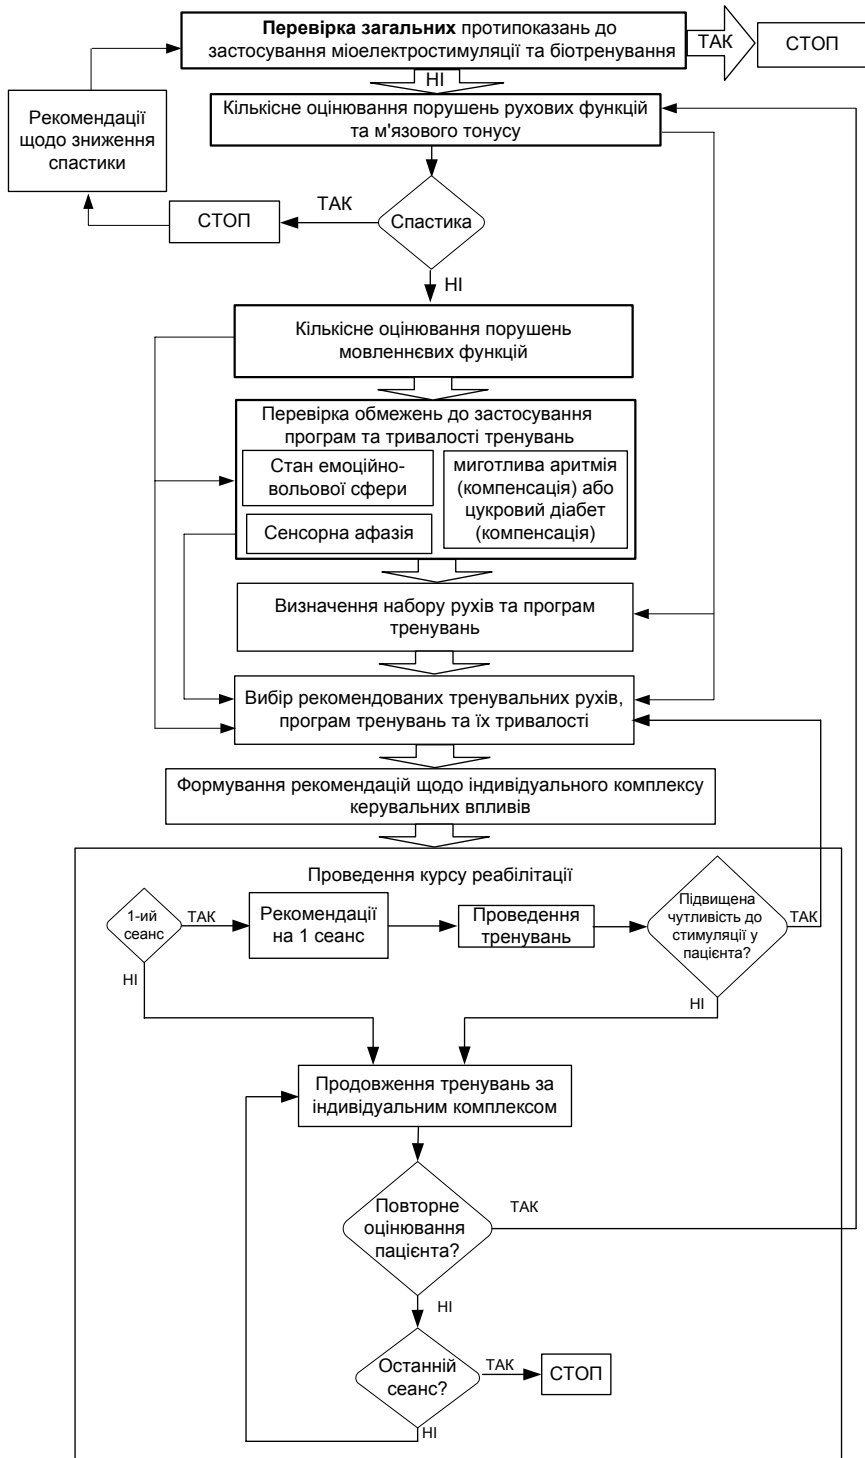 Перевірка загальних протипоказань до
застосування міоелектростимуляції та біотренування
ТАК
СТОП
НІ
Кількісне оцінювання порушень рухових функцій
та м'язового тонусу
Рекомендації
щодо зниження
спастики
СТОП
ТАК
Спастика
НІ
Кількісне оцінювання порушень
мовленнєвих функцій
Перевірка обмежень до застосування
програм та тривалості тренувань
Стан емоційно-
вольової сфери
Сенсорна афазія
миготлива аритмія
(компенсація) або
цукровий діабет
(компенсація)
Визначення набору рухів та програм
тренувань
Вибір рекомендованих тренувальних рухів,
програм тренувань та їх тривалості
Формування рекомендацій щодо індивідуального комплексу
керувальних впливів
Проведення курсу реабілітації
1-ий
сеанс
ТАК
Рекомендації
на 1 сеанс
Проведення
тренувань
Підвищена
чутливість до
стимуляції у
пацієнта?
ТАК
НІ
НІ
Продовження тренувань за
індивідуальним комплексом
Повторне
оцінювання
пацієнта?
ТАК
НІ
Останній
сеанс?
ТАК
СТОП
НІ